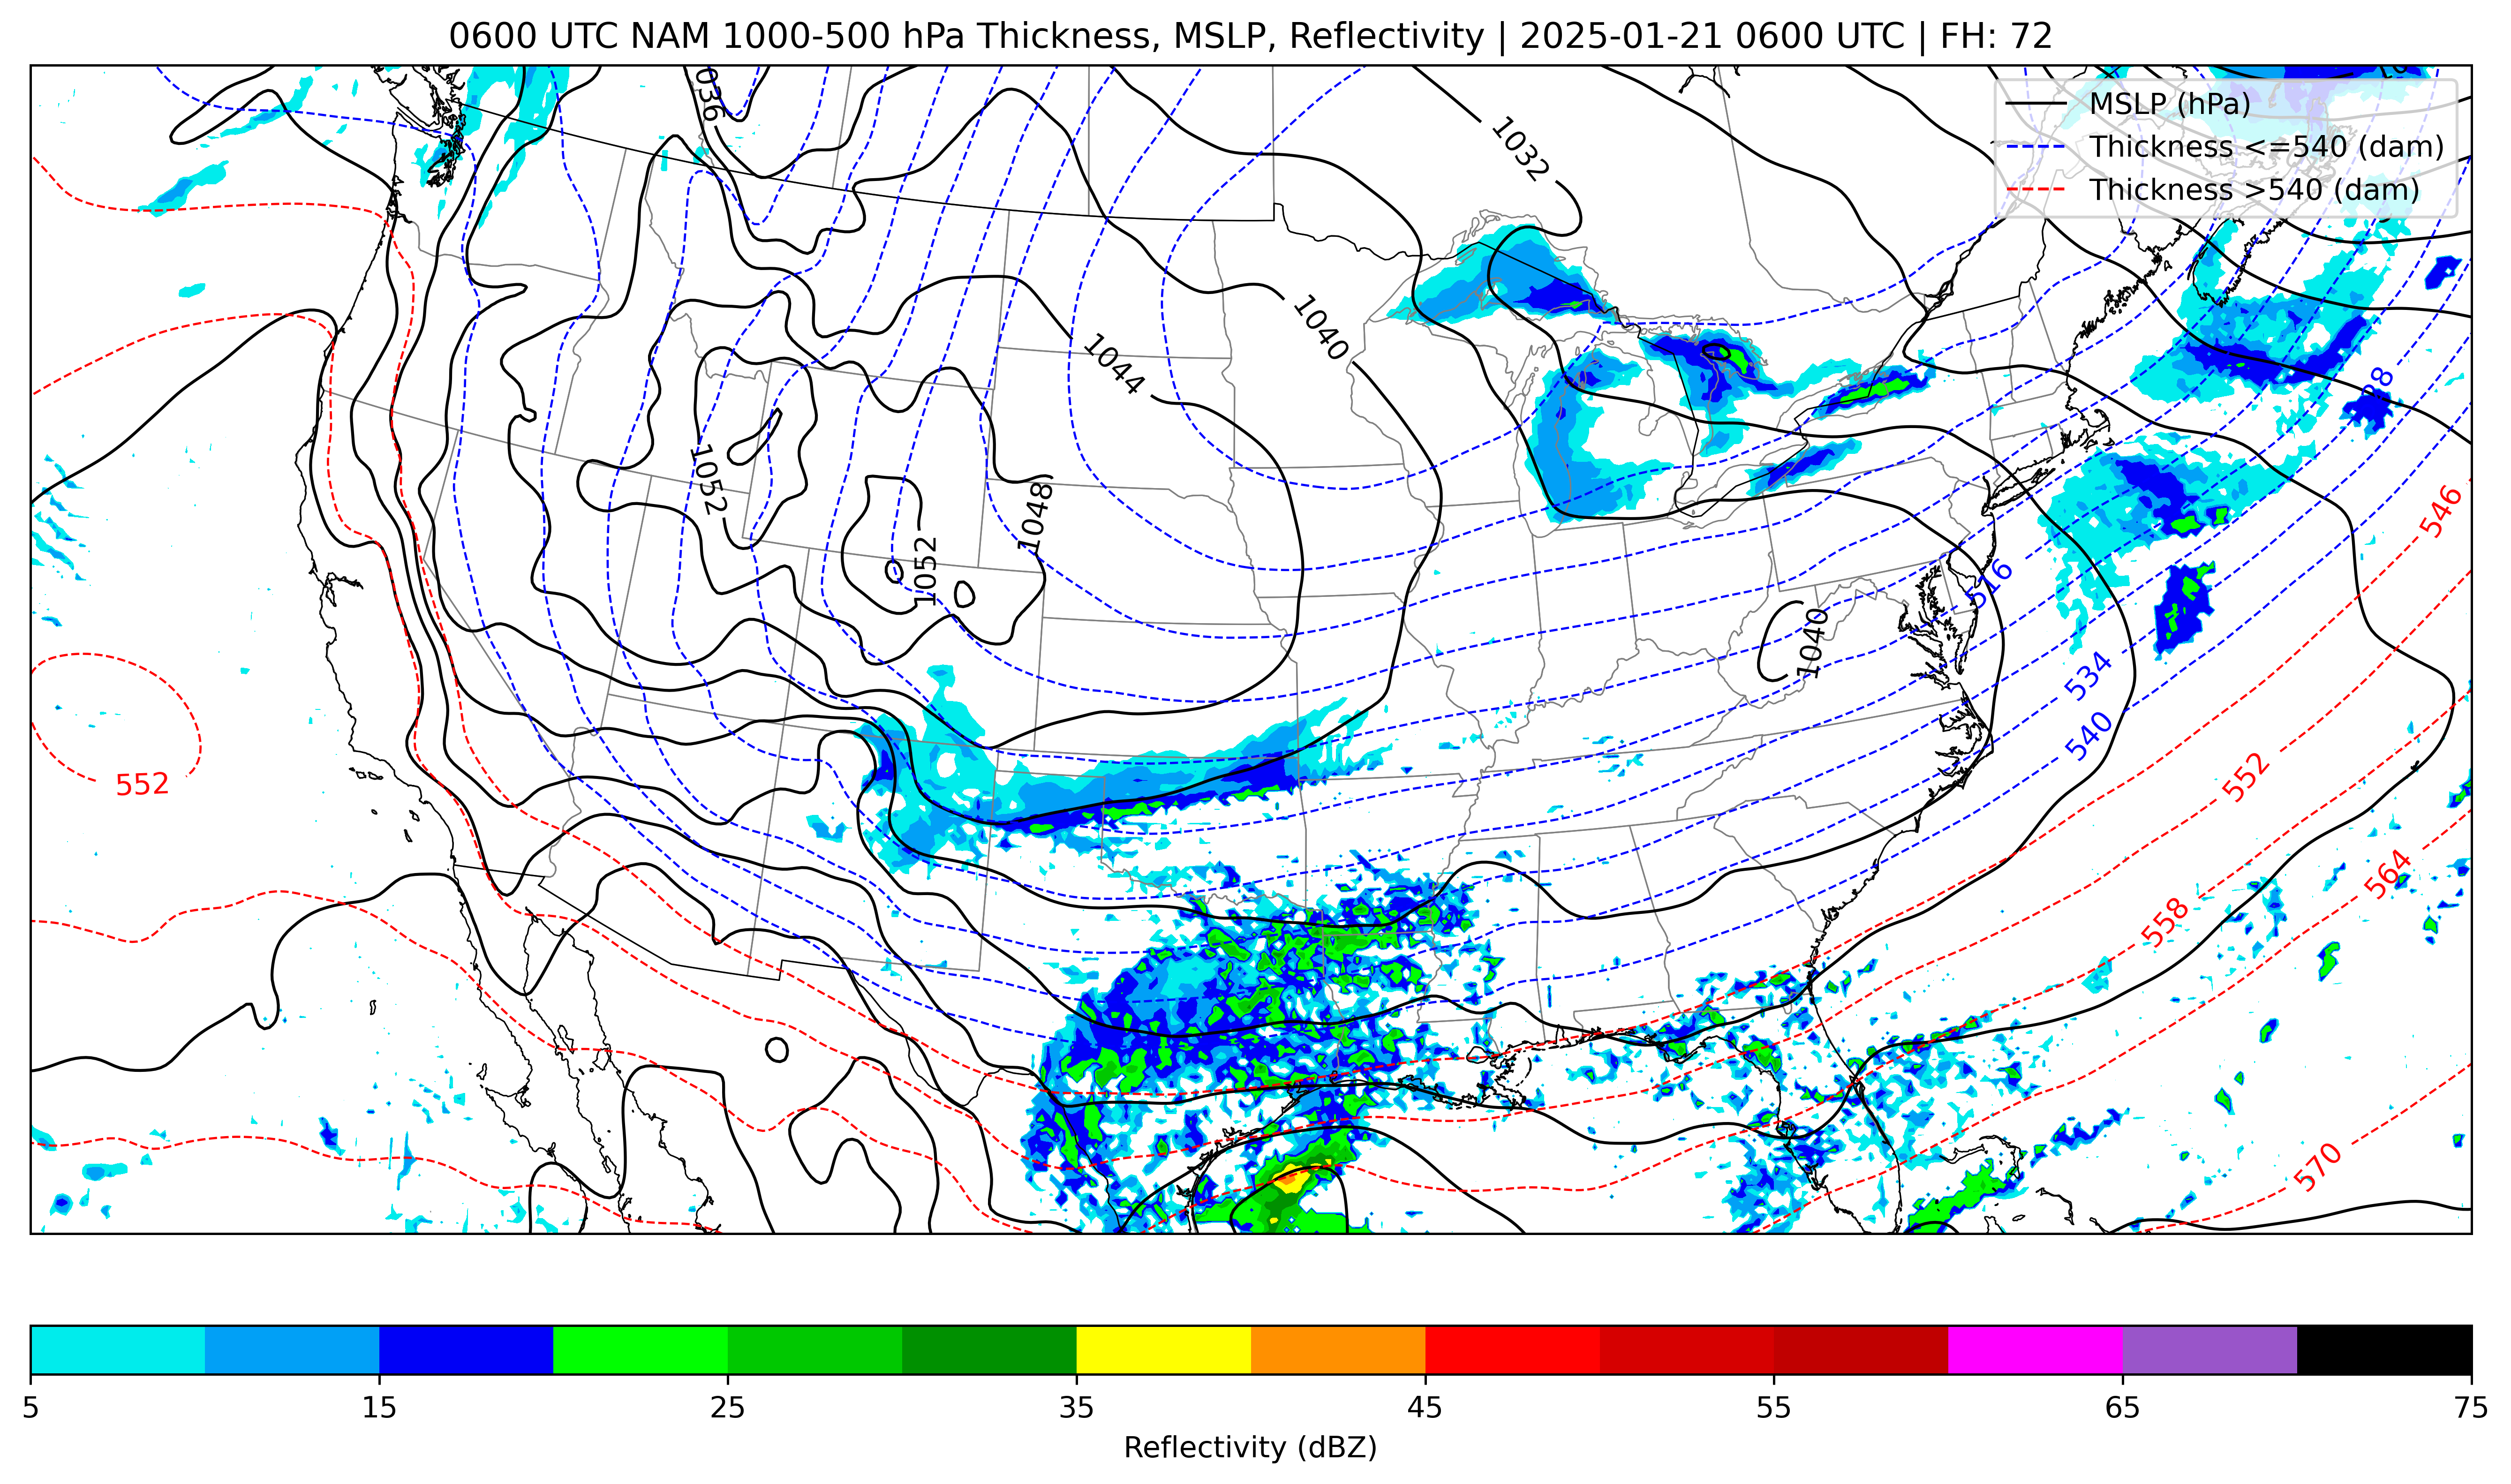 0600 UTC NAM 1000-500 hPa Thickness, MSLP, Reflectivity | 2025-01-21 0600 UTC | FH: 72
MSLP (hPa)
Thickness <=540 (dam)
Thickness >540 (dam)
1036
1032
1040
1044
1052
1048
1052
1040
516
534
540
546
552
552
564
558
570
5 15 25 35 45 55 65 75
Reflectivity (dBZ)